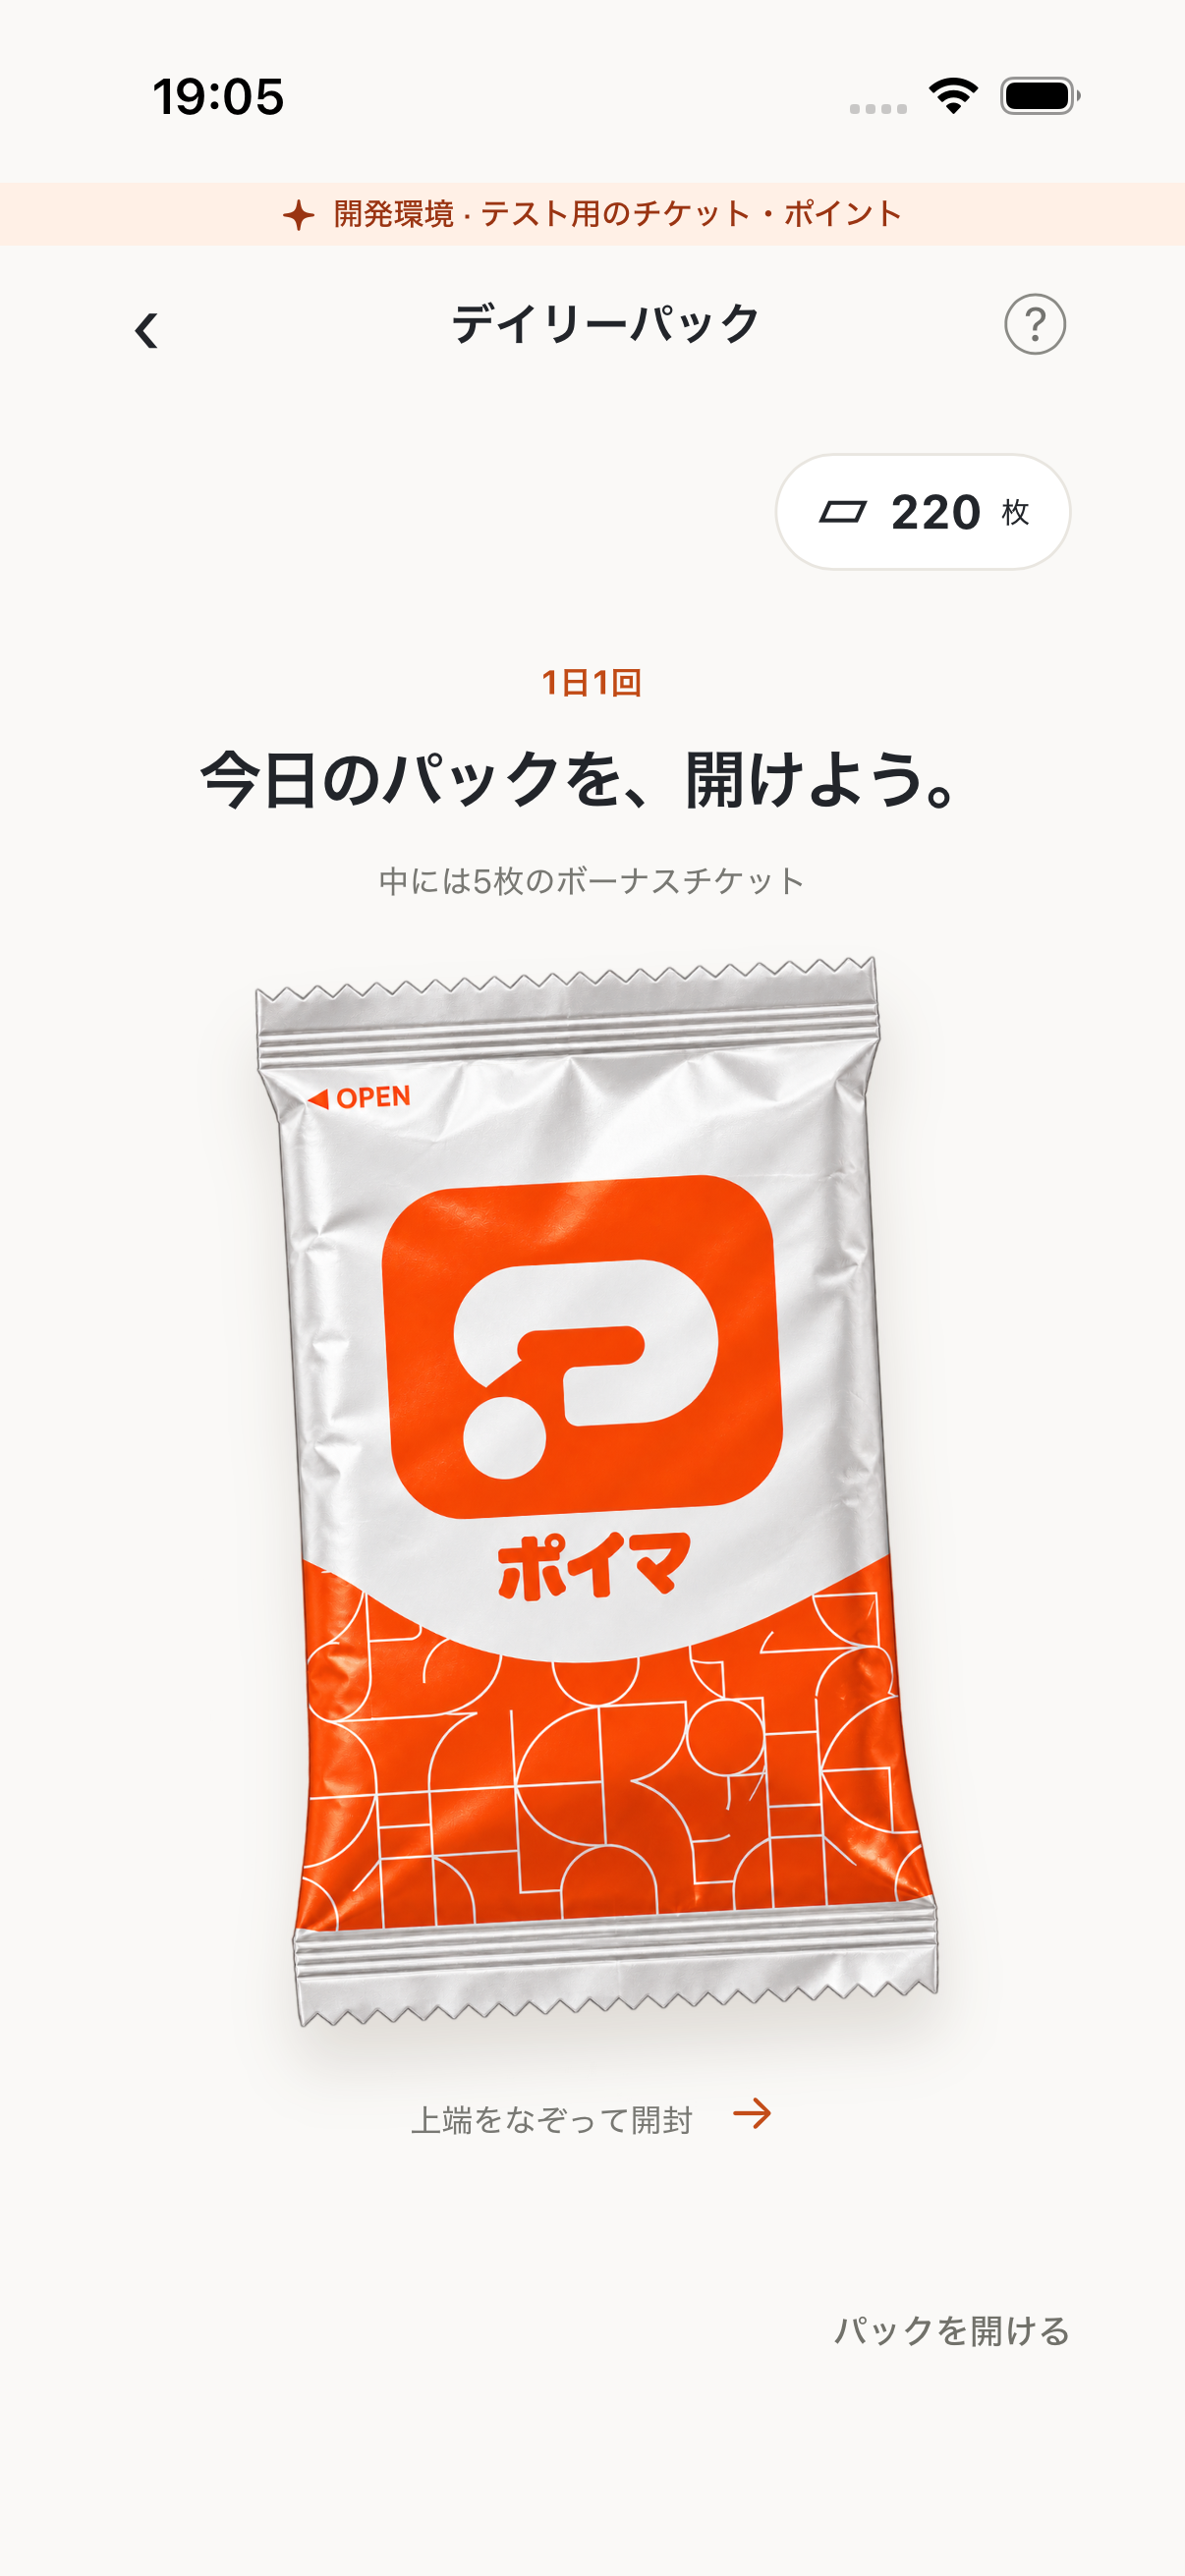 19:05
開発環境 · テスト用のチケット・ポイント
デイリーパック
?
220 枚
1日1回
今日のパックを、開けよう。
中には5枚のボーナスチケット
◀ OPEN
ポイマ
上端をなぞって開封 →
パックを開ける